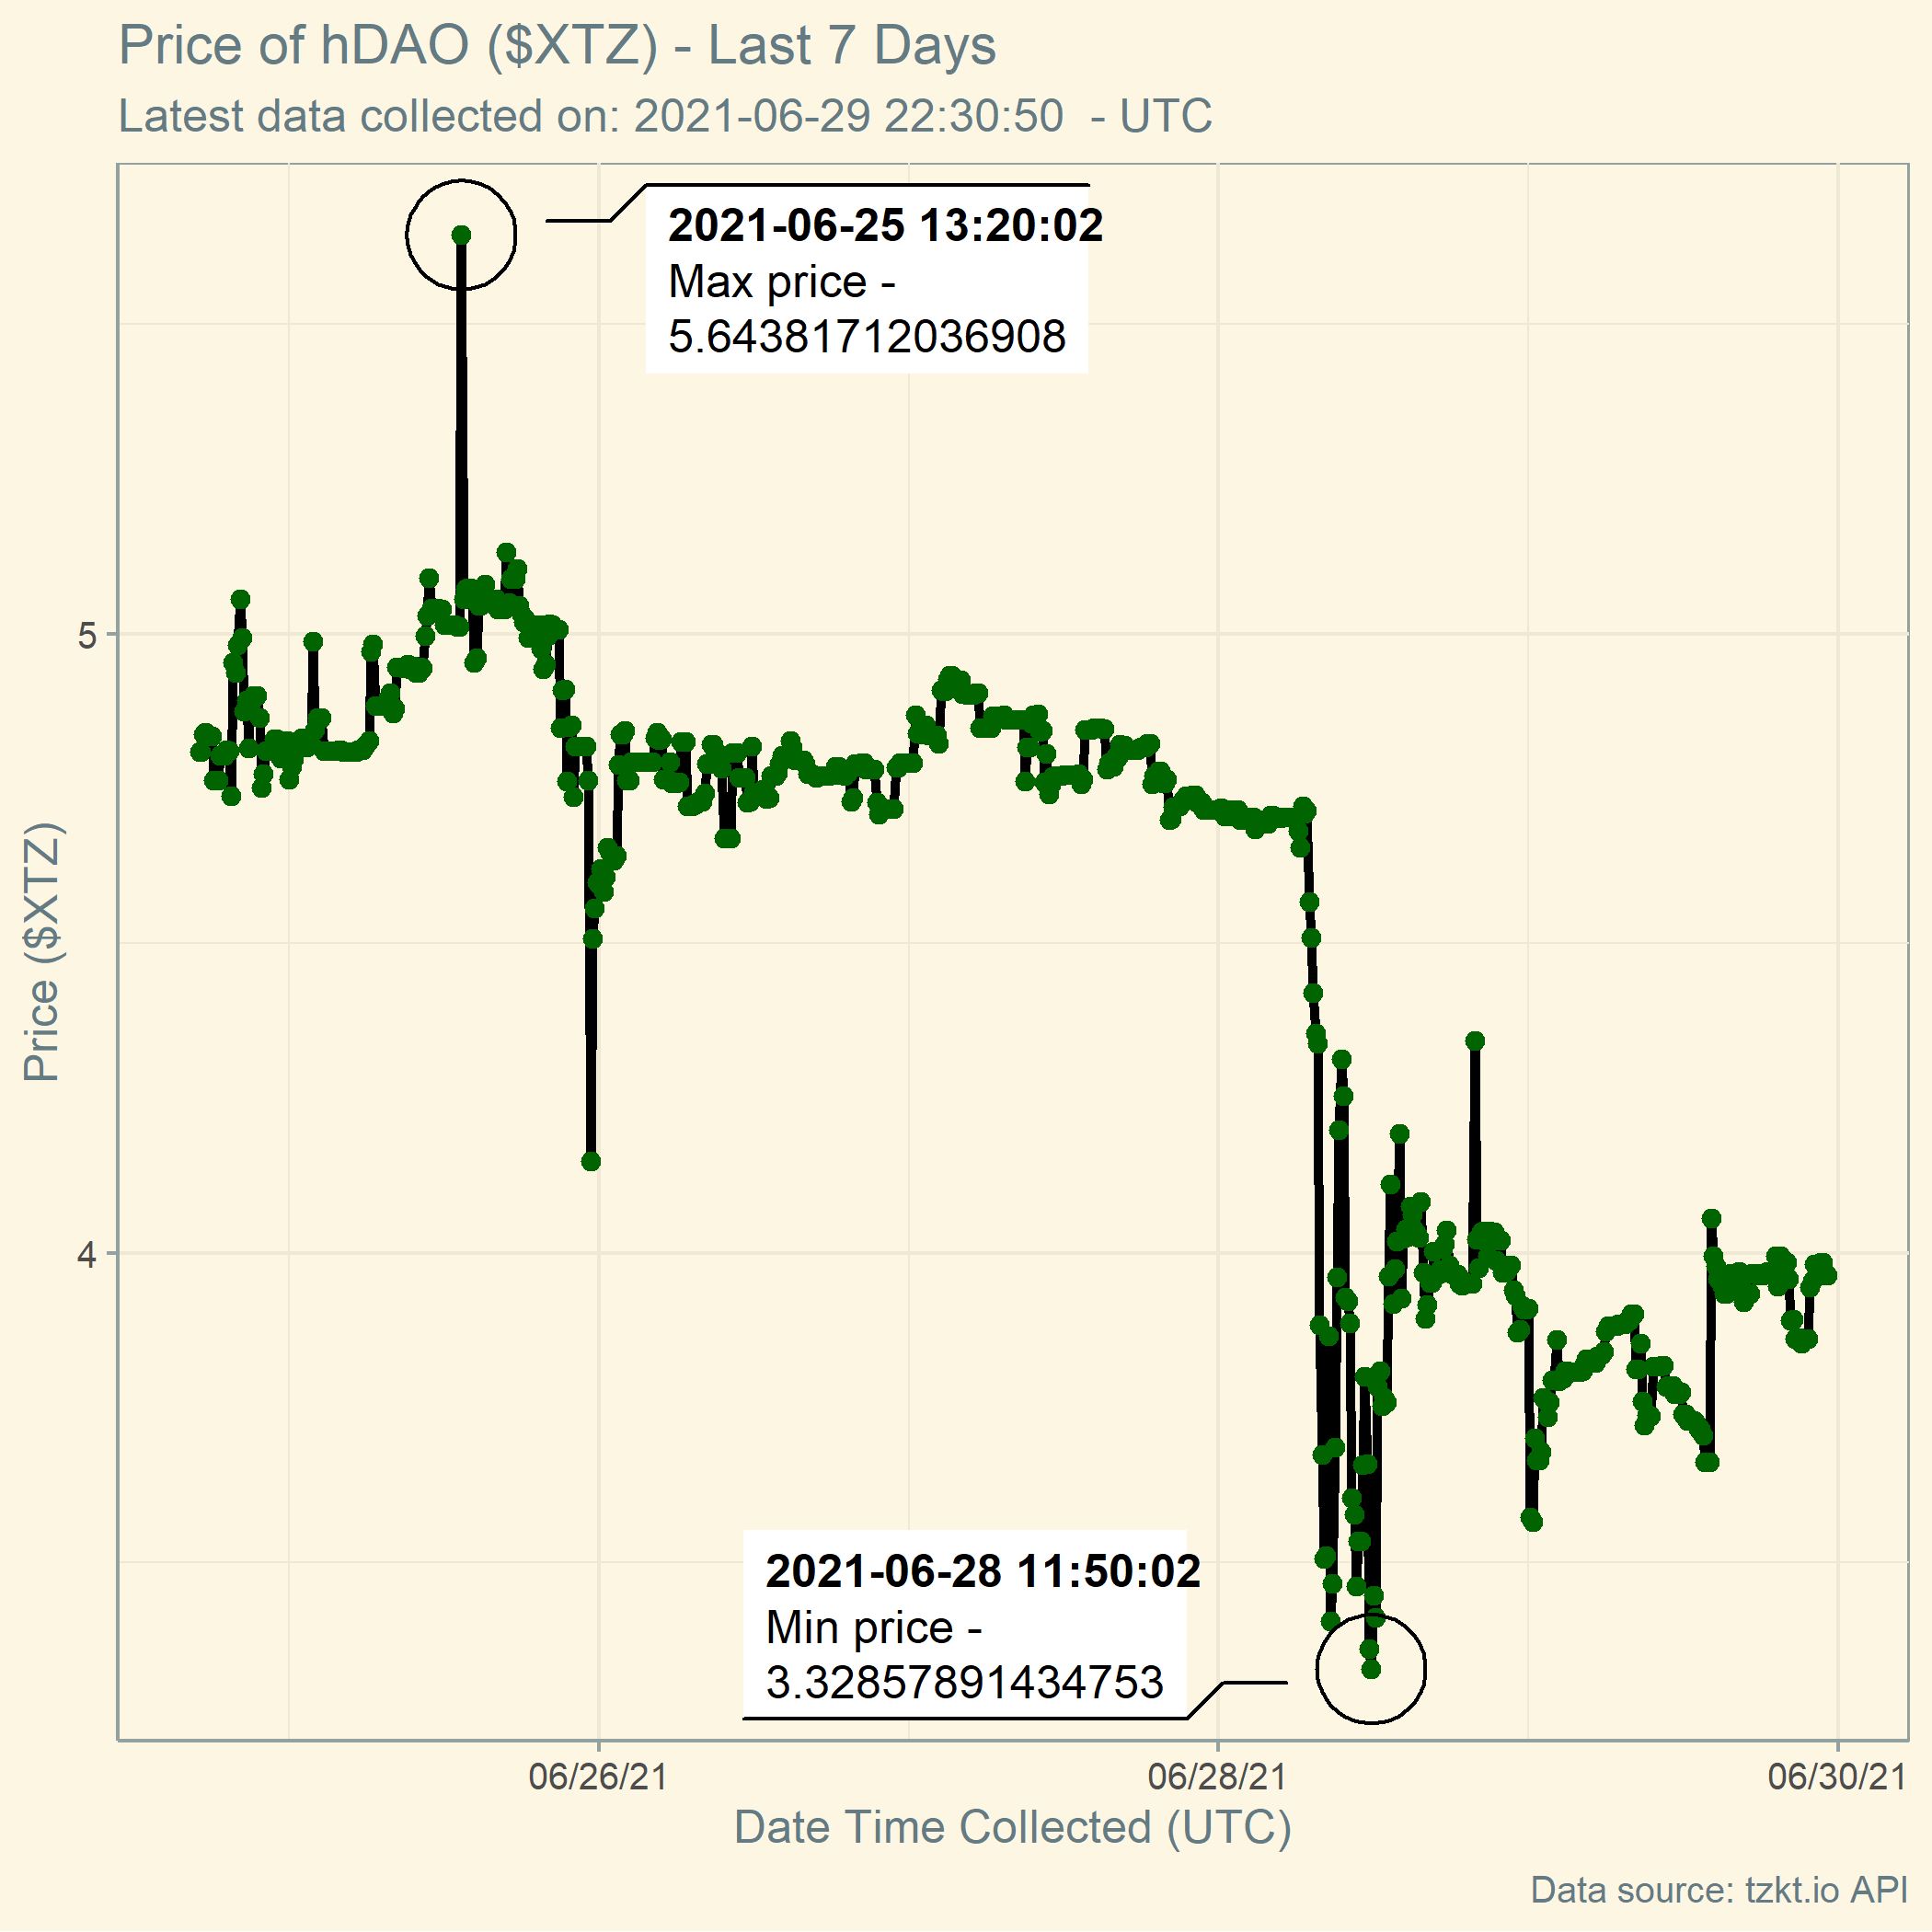 Price of hDAO ($XTZ) - Last 7 Days
Latest data collected on: 2021-06-29 22:30:50  - UTC
2021-06-25 13:20:02
Max price -
5.64381712036908
5
Price ($XTZ)
4
2021-06-28 11:50:02
Min price -
3.32857891434753
06/26/21
06/28/21
06/30/21
Date Time Collected (UTC)
Data source: tzkt.io API